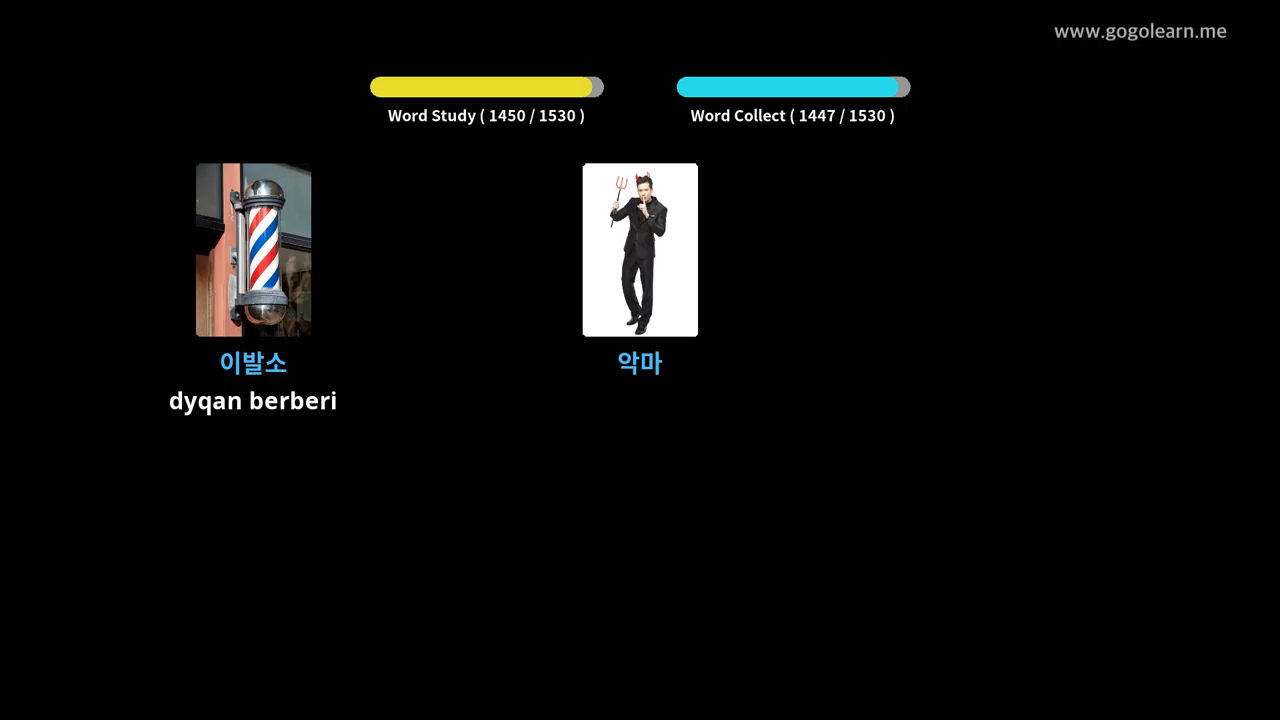 www.gogolearn.me
Word Study ( 1450 / 1530 )
Word Collect ( 1447 / 1530 )
이발소
악마
dyqan berberi